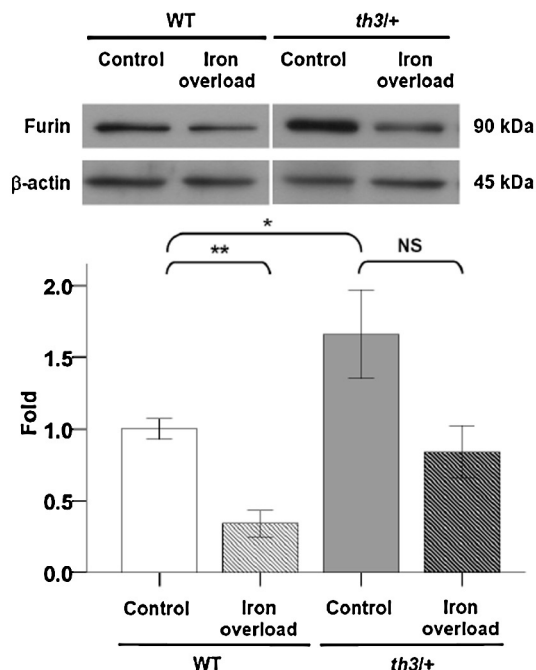 WT th3/+
Control Iron overload Control Iron overload
Furin 90 kDa
β-actin 45 kDa
*
** NS
2.0
1.5
1.0
0.5
0.0
Fold
Control Iron overload Control Iron overload
WT th3/+